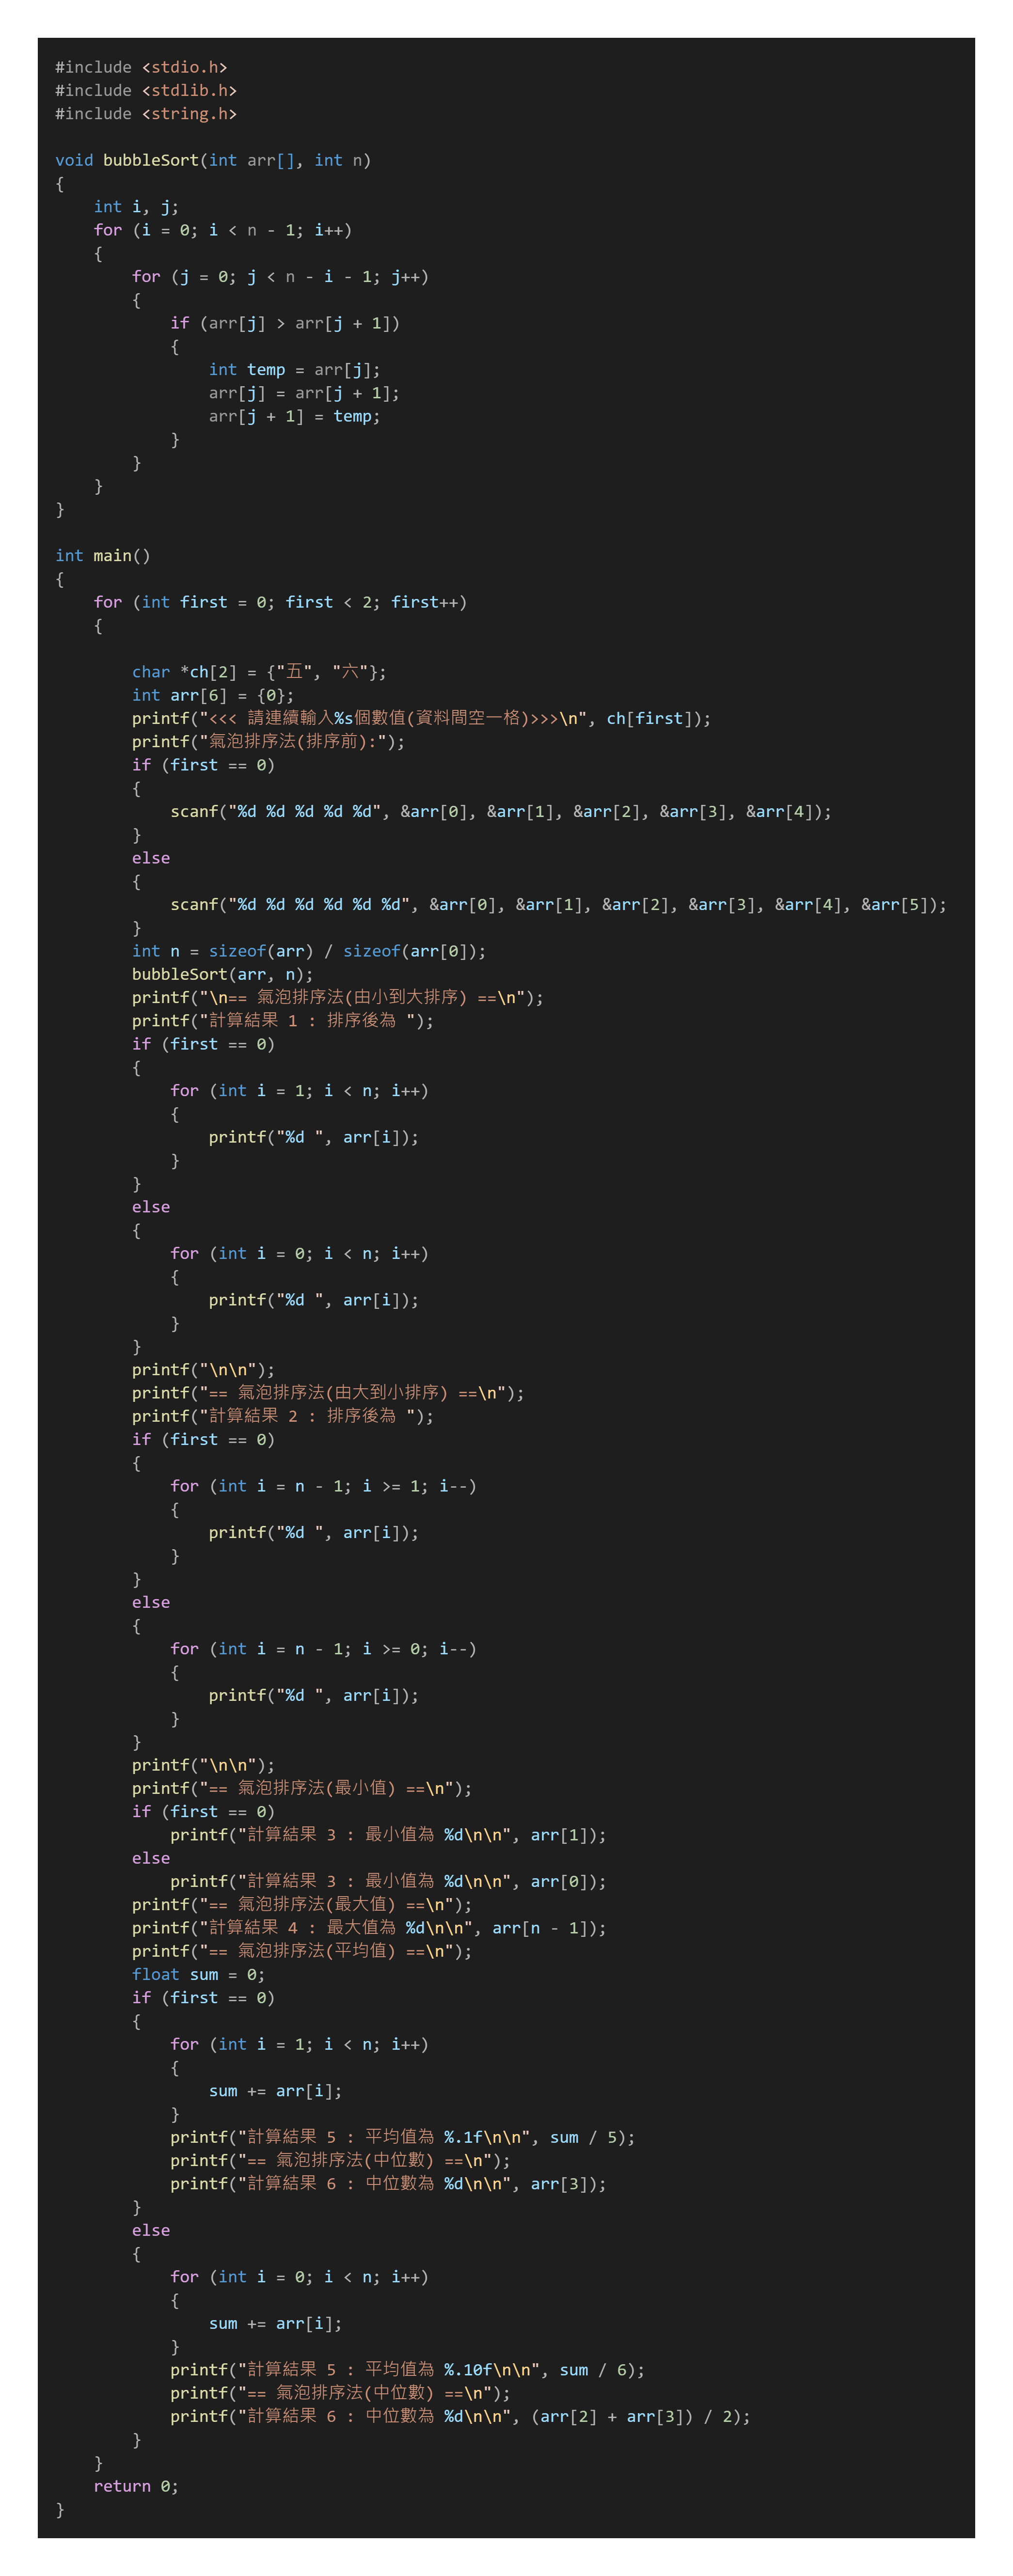 #include <stdio.h>
#include <stdlib.h>
#include <string.h>

void bubbleSort(int arr[], int n)
{
    int i, j;
    for (i = 0; i < n - 1; i++)
    {
        for (j = 0; j < n - i - 1; j++)
        {
            if (arr[j] > arr[j + 1])
            {
                int temp = arr[j];
                arr[j] = arr[j + 1];
                arr[j + 1] = temp;
            }
        }
    }
}

int main()
{
    for (int first = 0; first < 2; first++)
    {

        char *ch[2] = {"五", "六"};
        int arr[6] = {0};
        printf("<<< 請連續輸入%s個數值(資料間空一格)>>>\n", ch[first]);
        printf("氣泡排序法(排序前):");
        if (first == 0)
        {
            scanf("%d %d %d %d %d", &arr[0], &arr[1], &arr[2], &arr[3], &arr[4]);
        }
        else
        {
            scanf("%d %d %d %d %d %d", &arr[0], &arr[1], &arr[2], &arr[3], &arr[4], &arr[5]);
        }
        int n = sizeof(arr) / sizeof(arr[0]);
        bubbleSort(arr, n);
        printf("\n== 氣泡排序法(由小到大排序) ==\n");
        printf("計算結果 1 : 排序後為 ");
        if (first == 0)
        {
            for (int i = 1; i < n; i++)
            {
                printf("%d ", arr[i]);
            }
        }
        else
        {
            for (int i = 0; i < n; i++)
            {
                printf("%d ", arr[i]);
            }
        }
        printf("\n\n");
        printf("== 氣泡排序法(由大到小排序) ==\n");
        printf("計算結果 2 : 排序後為 ");
        if (first == 0)
        {
            for (int i = n - 1; i >= 1; i--)
            {
                printf("%d ", arr[i]);
            }
        }
        else
        {
            for (int i = n - 1; i >= 0; i--)
            {
                printf("%d ", arr[i]);
            }
        }
        printf("\n\n");
        printf("== 氣泡排序法(最小值) ==\n");
        if (first == 0)
            printf("計算結果 3 : 最小值為 %d\n\n", arr[1]);
        else
            printf("計算結果 3 : 最小值為 %d\n\n", arr[0]);
        printf("== 氣泡排序法(最大值) ==\n");
        printf("計算結果 4 : 最大值為 %d\n\n", arr[n - 1]);
        printf("== 氣泡排序法(平均值) ==\n");
        float sum = 0;
        if (first == 0)
        {
            for (int i = 1; i < n; i++)
            {
                sum += arr[i];
            }
            printf("計算結果 5 : 平均值為 %.1f\n\n", sum / 5);
            printf("== 氣泡排序法(中位數) ==\n");
            printf("計算結果 6 : 中位數為 %d\n\n", arr[3]);
        }
        else
        {
            for (int i = 0; i < n; i++)
            {
                sum += arr[i];
            }
            printf("計算結果 5 : 平均值為 %.10f\n\n", sum / 6);
            printf("== 氣泡排序法(中位數) ==\n");
            printf("計算結果 6 : 中位數為 %d\n\n", (arr[2] + arr[3]) / 2);
        }
    }
    return 0;
}